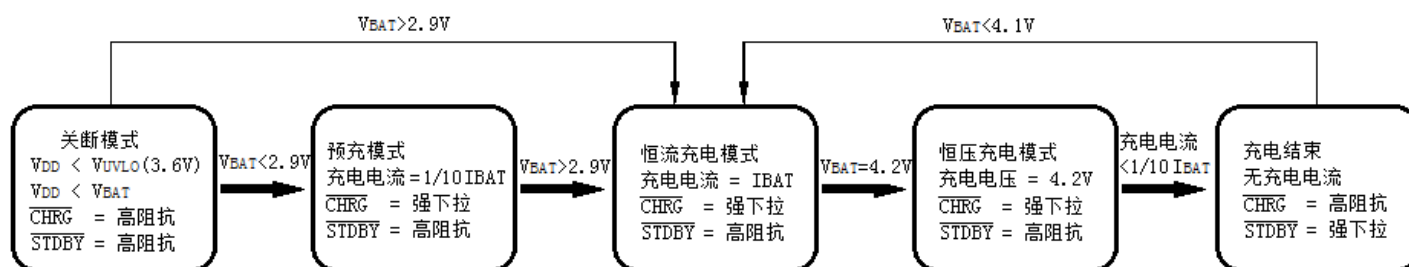 VBAT>2.9V
VBAT<4.1V
关断模式
VDD < VUVLO(3.6V)
VDD < VBAT
CHRG = 高阻抗
STDBY = 高阻抗
VBAT<2.9V
预充模式
充电电流=1/10IBAT
CHRG = 强下拉
STDBY = 高阻抗
VBAT>2.9V
恒流充电模式
充电电流 = IBAT
CHRG = 强下拉
STDBY = 高阻抗
VBAT=4.2V
恒压充电模式
充电电压 = 4.2V
CHRG = 强下拉
STDBY = 高阻抗
充电电流
<1/10IBAT
充电结束
无充电电流
CHRG = 高阻抗
STDBY = 强下拉